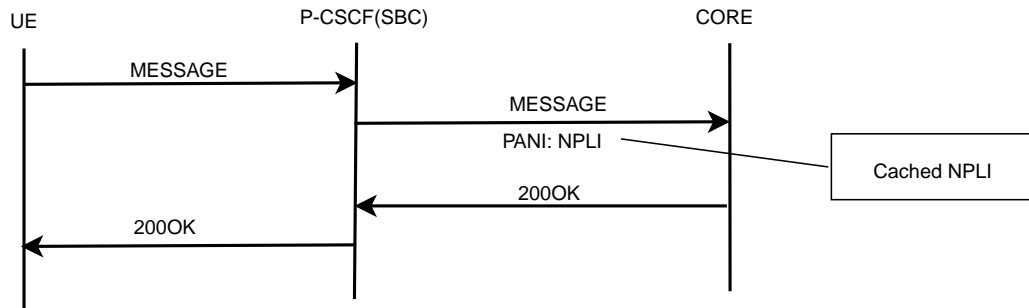 UE
P-CSCF(SBC)
CORE
MESSAGE
MESSAGE
PANI: NPLI
Cached NPLI
200OK
200OK